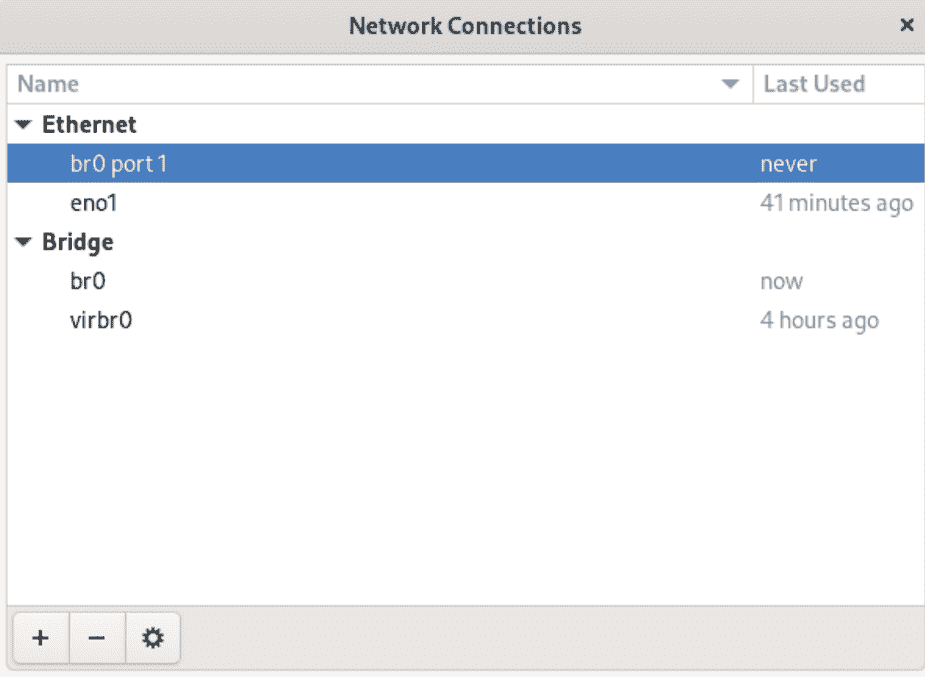 Network Connections ×
Name Last Used
Ethernet
br0 port 1 never
eno1 41 minutes ago
Bridge
br0 now
virbr0 4 hours ago